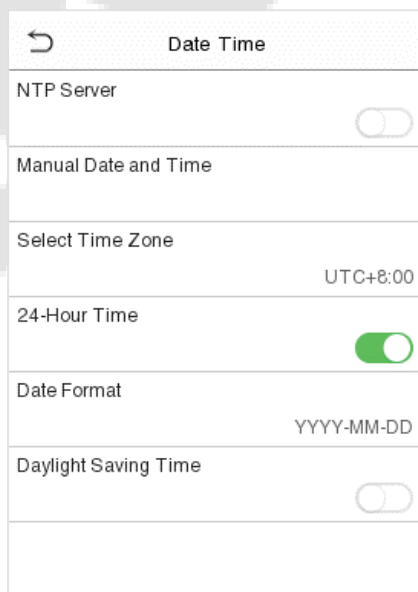 Date Time
NTP Server
Manual Date and Time
Select Time Zone
UTC+8:00
24-Hour Time
Date Format
YYYY-MM-DD
Daylight Saving Time